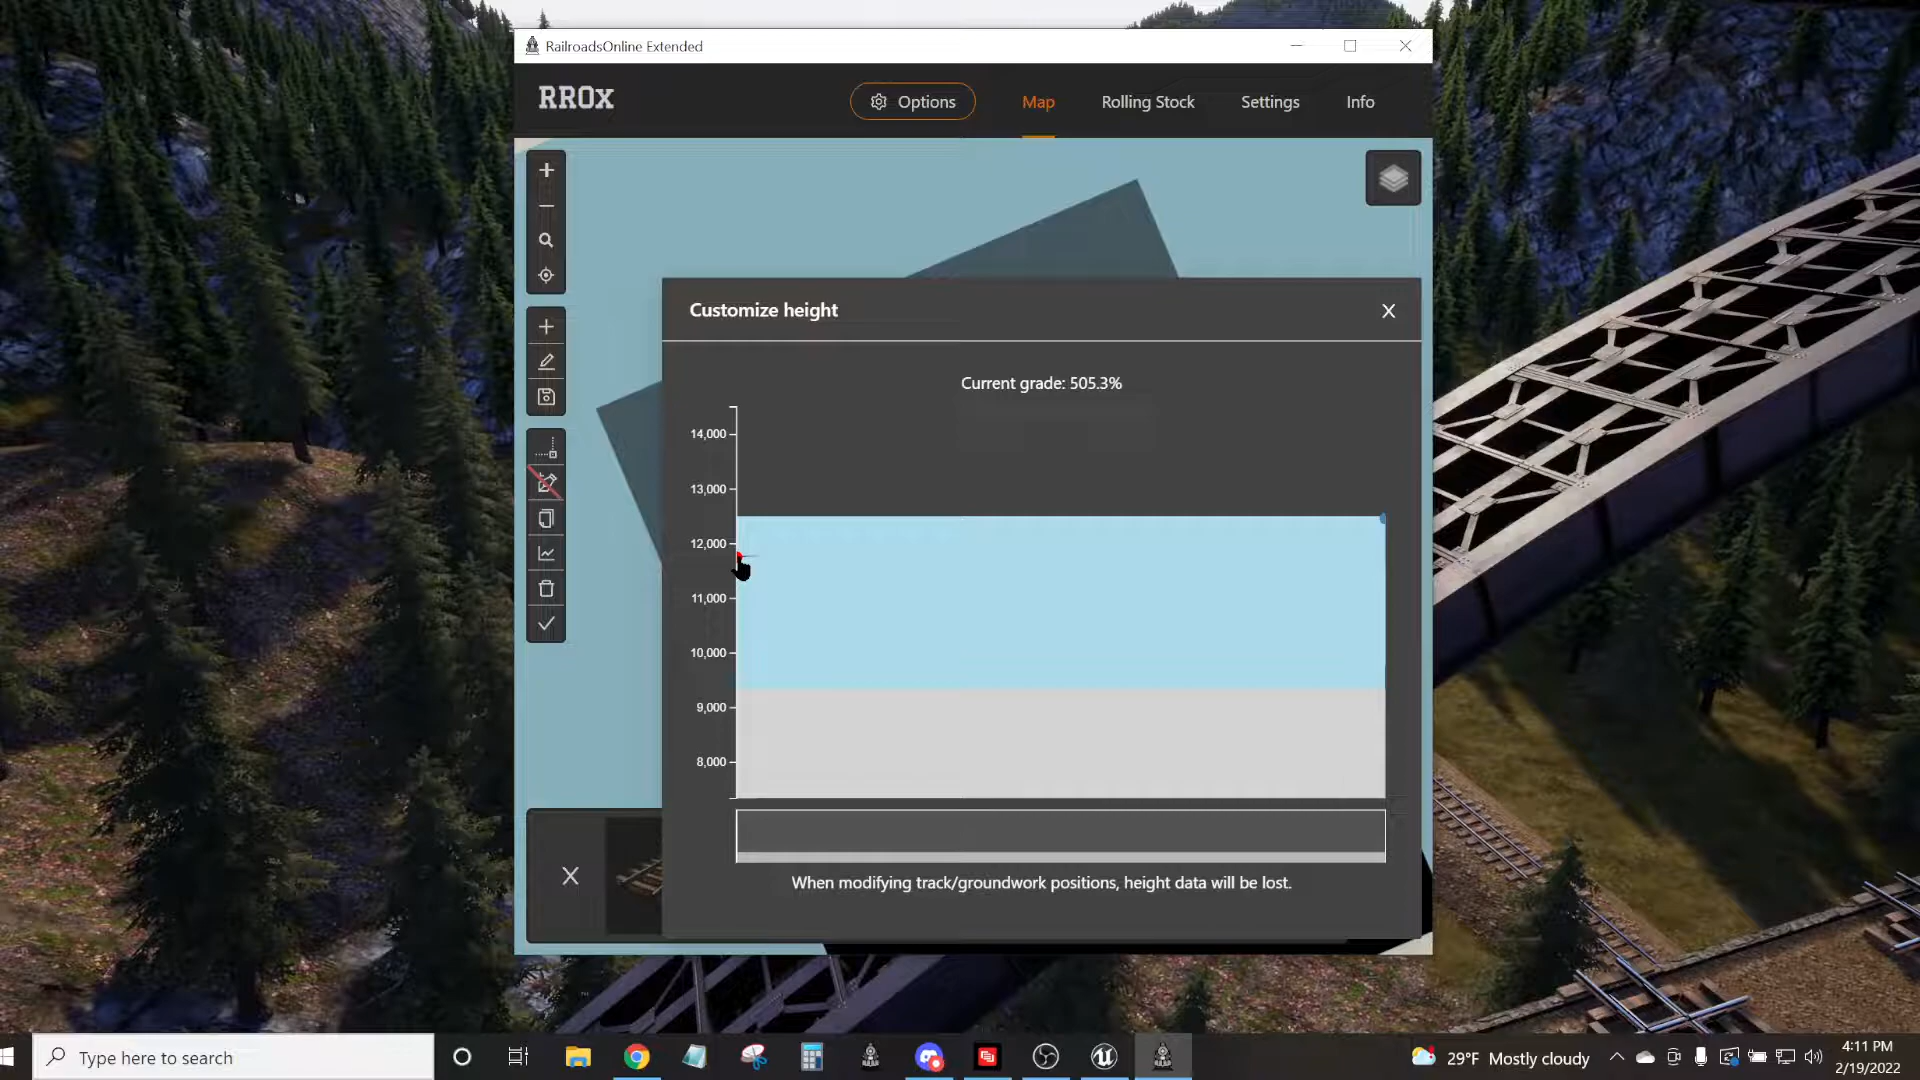 RailroadsOnline Extended
RROx
Options
Map
Rolling Stock
Settings
Info
Customize height
X
Current grade: 505.3%
14,000
13,000
12,000
11,000
10,000
9,000
8,000
When modifying track/groundwork positions, height data will be lost.
X
Type here to search
29°F Mostly cloudy
4:11 PM
2/19/2022